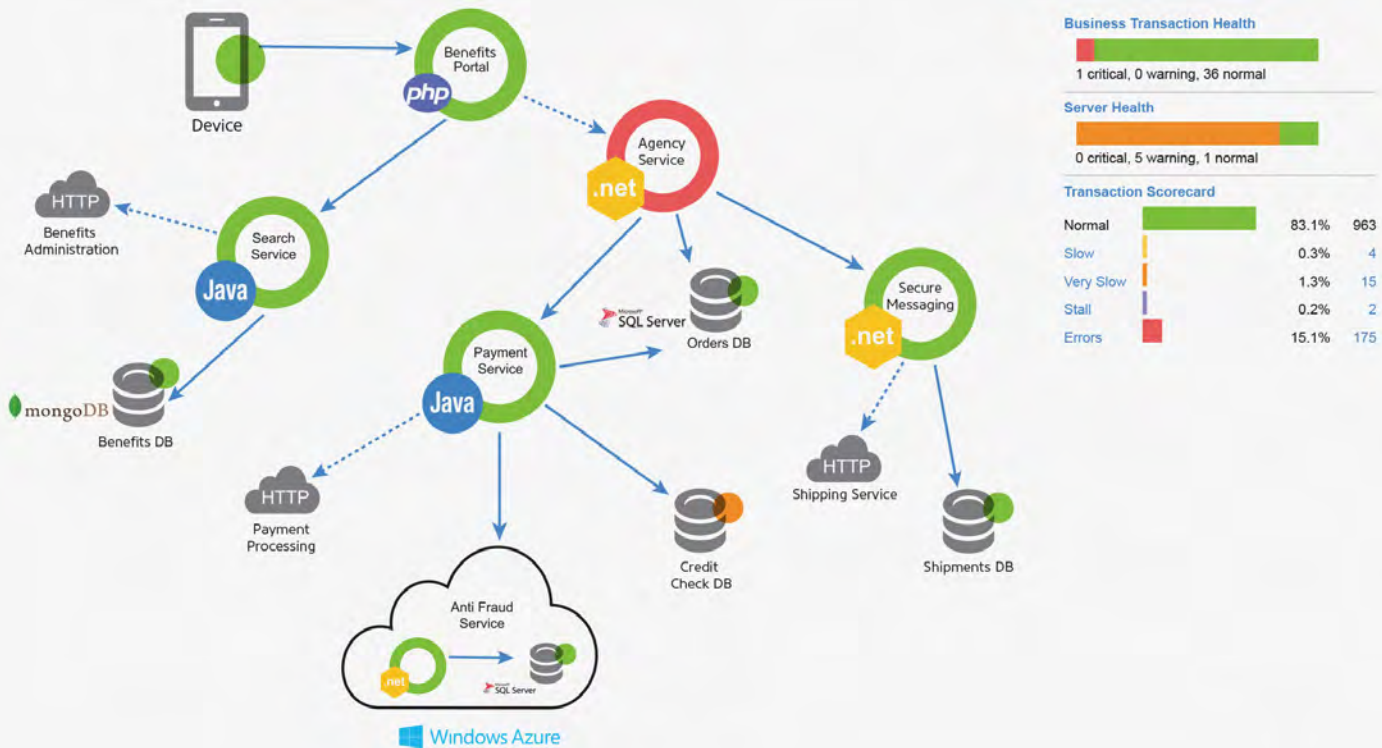 Device
Benefits
Portal
php
Agency
Service
.net
HTTP
Benefits
Administration
Search
Service
Java
mongoDB
Benefits DB
Microsoft
SQL Server
Orders DB
Secure
Messaging
.net
Payment
Service
Java
HTTP
Payment
Processing
HTTP
Shipping Service
Credit
Check DB
Shipments DB
Anti Fraud
Service
.net
Microsoft
SQL Server
Windows Azure
Business Transaction Health
1 critical, 0 warning, 36 normal
Server Health
0 critical, 5 warning, 1 normal
Transaction Scorecard
Normal 83.1% 963
Slow 0.3% 4
Very Slow 1.3% 15
Stall 0.2% 2
Errors 15.1% 175